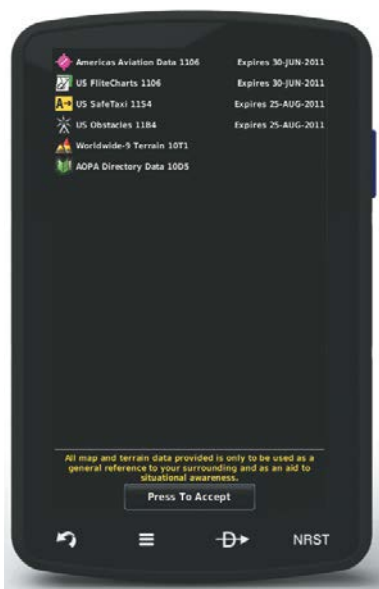 Americas Aviation Data 1106 Expires 30-JUN-2011
US FliteCharts 1106 Expires 30-JUN-2011
A→ US SafeTaxi 11S4 Expires 25-AUG-2011
US Obstacles 11B4 Expires 25-AUG-2011
Worldwide-9 Terrain 10T1
AOPA Directory Data 10D5
All map and terrain data provided is only to be used as a
general reference to your surrounding and as an aid to
situational awareness.
Press To Accept
D NRST